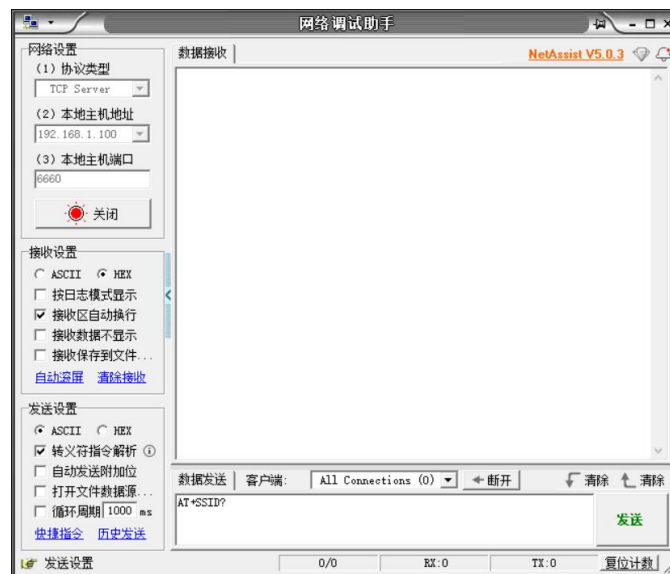 网络调试助手
网络设置
(1) 协议类型
TCP Server
(2) 本地主机地址
192.168.1.100
(3) 本地主机端口
6660
关闭
接收设置
ASCII HEX
按日志模式显示
接收区自动换行
接收数据不显示
接收保存到文件...
自动滚屏 清除接收
发送设置
ASCII HEX
转义符指令解析
自动发送附加位
打开文件数据源...
循环周期 1000 ms
快捷指令 历史发送
数据接收 NetAssist V5.0.3
数据发送 客户端: All Connections (0) 断开 清除 清除
AT+SSID?
发送
发送设置 0/0 RX:0 TX:0 复位计数